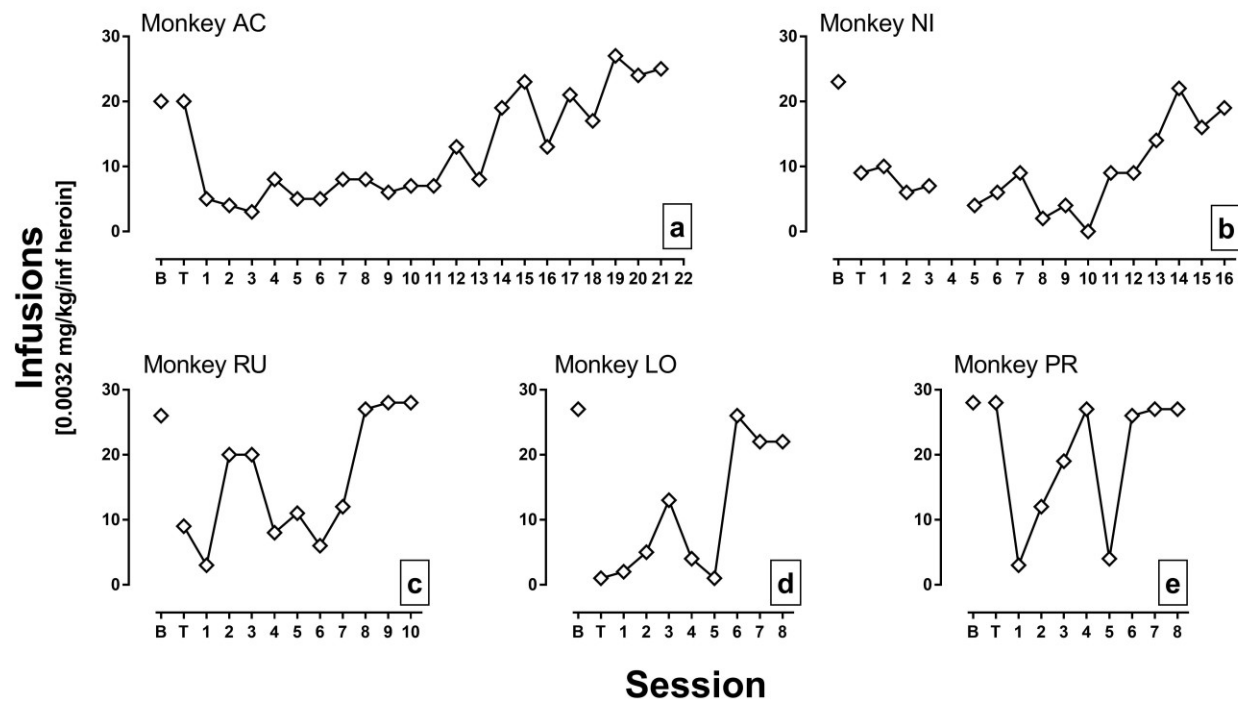 Monkey AC
30
20
10
0
a
B T 1 2 3 4 5 6 7 8 9 10 11 12 13 14 15 16 17 18 19 20 21 22
Monkey NI
30
20
10
0
b
B T 1 2 3 4 5 6 7 8 9 10 11 12 13 14 15 16
Infusions
[0.0032 mg/kg/inf heroin]
Monkey RU
30
20
10
0
c
B T 1 2 3 4 5 6 7 8 9 10
Monkey LO
30
20
10
0
d
B T 1 2 3 4 5 6 7 8
Monkey PR
30
20
10
0
e
B T 1 2 3 4 5 6 7 8
Session